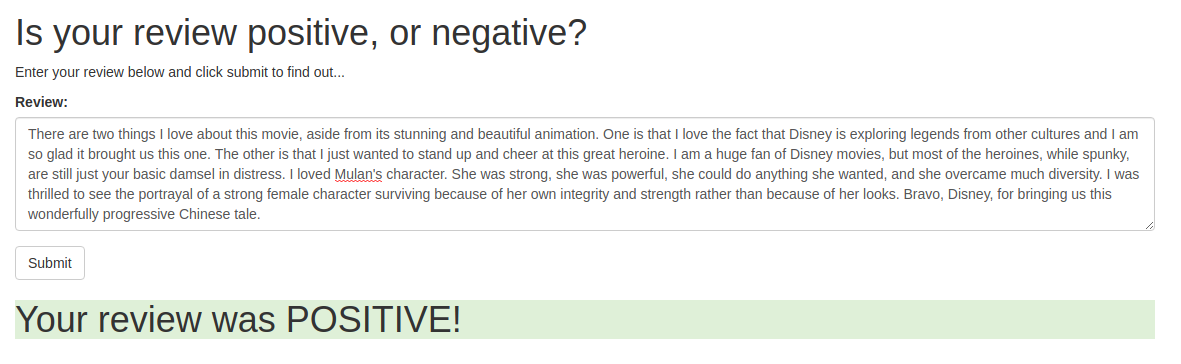 Is your review positive, or negative?
Enter your review below and click submit to find out...
Review:
There are two things I love about this movie, aside from its stunning and beautiful animation. One is that I love the fact that Disney is exploring legends from other cultures and I am
so glad it brought us this one. The other is that I just wanted to stand up and cheer at this great heroine. I am a huge fan of Disney movies, but most of the heroines, while spunky,
are still just your basic damsel in distress. I loved Mulan's character. She was strong, she was powerful, she could do anything she wanted, and she overcame much diversity. I was
thrilled to see the portrayal of a strong female character surviving because of her own integrity and strength rather than because of her looks. Bravo, Disney, for bringing us this
wonderfully progressive Chinese tale.
Submit
Your review was POSITIVE!